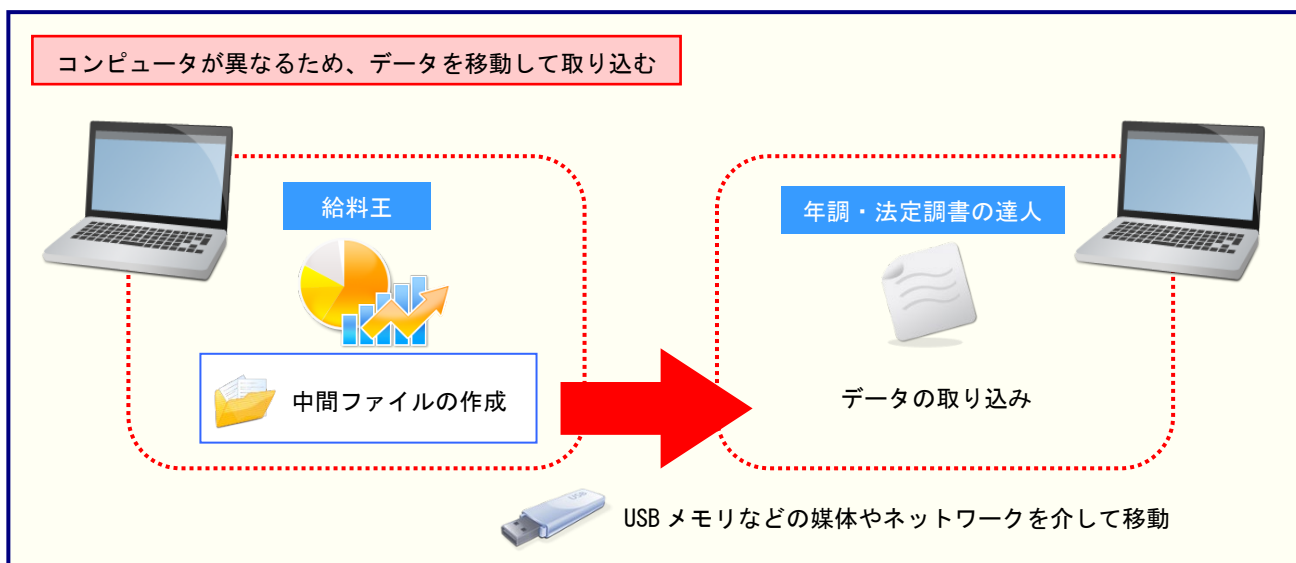 コンピュータが異なるため、データを移動して取り込む
給料王
中間ファイルの作成
年調・法定調書の達人
データの取り込み
USB
USB メモリなどの媒体やネットワークを介して移動